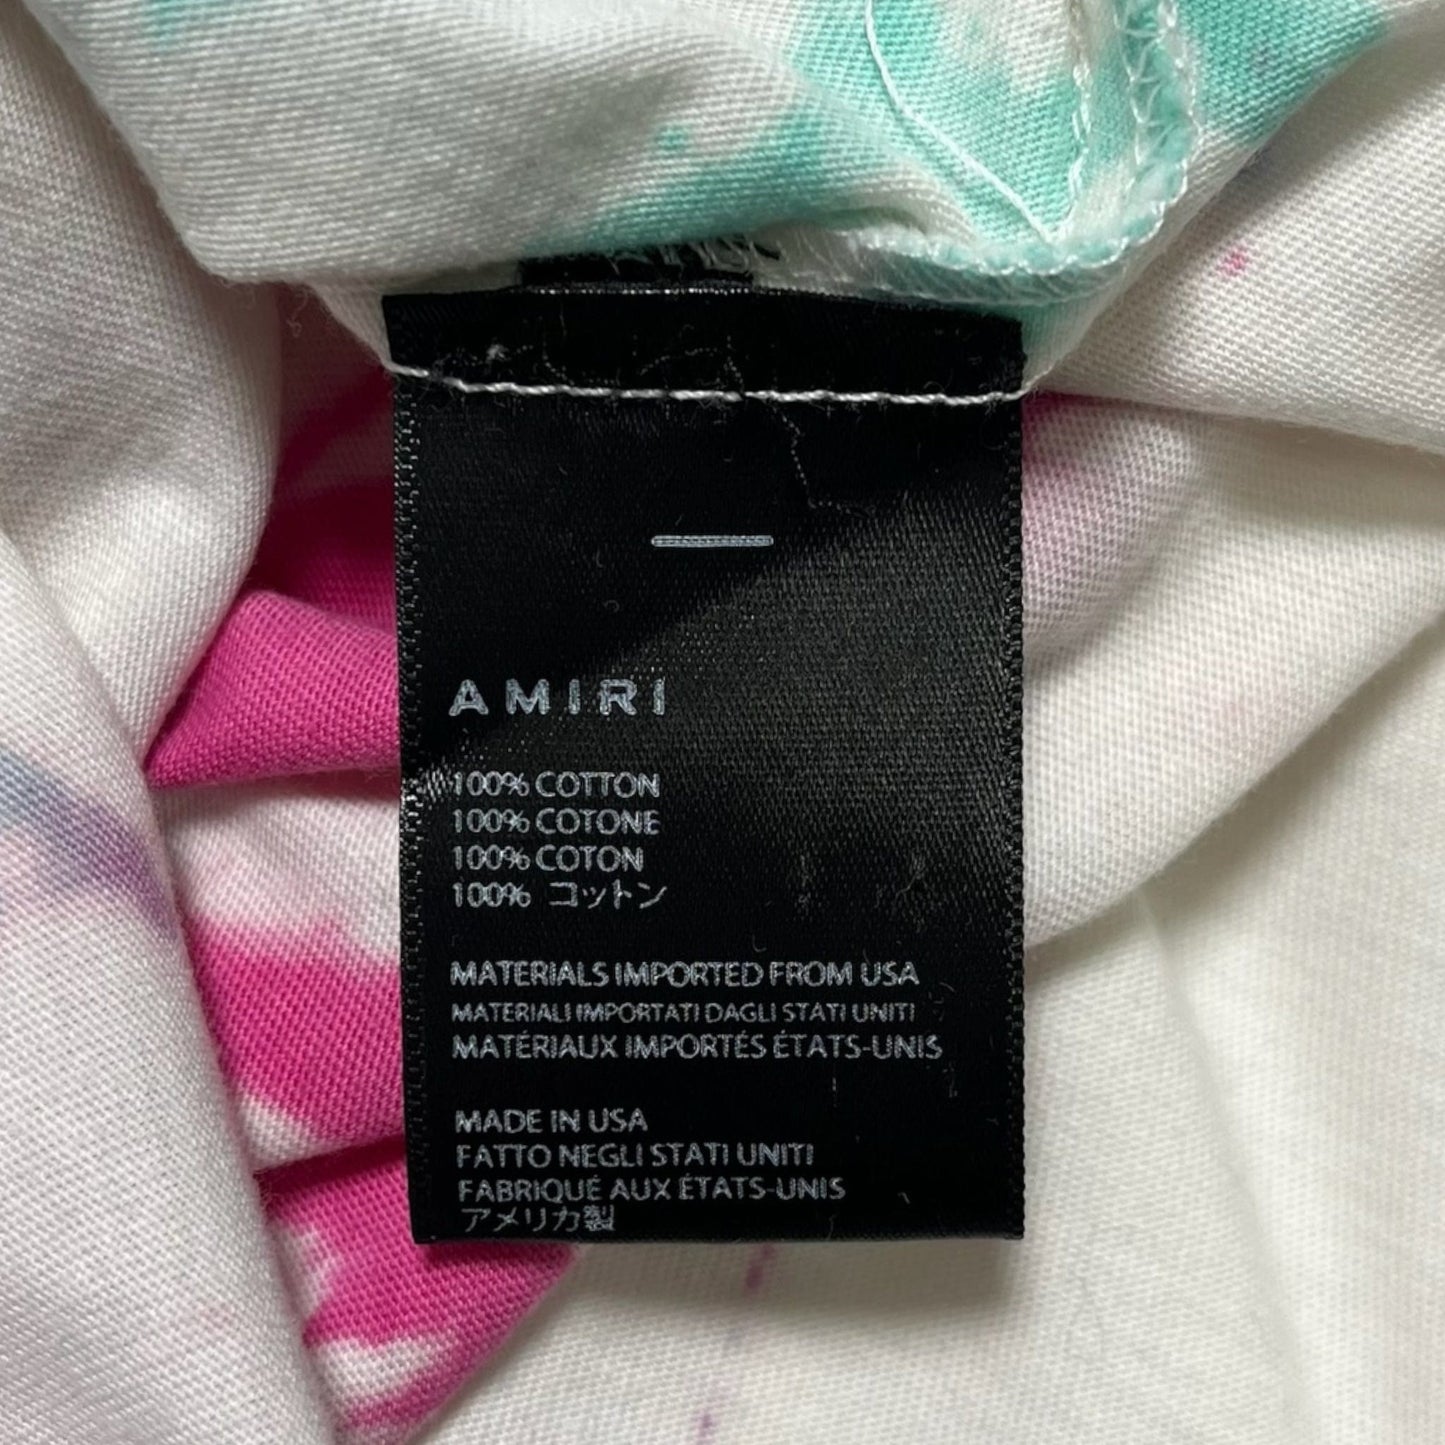 AMIRI
100% COTTON
100% COTONE
100% COTON
100% コットン
MATERIALS IMPORTED FROM USA
MATERIALI IMPORTATI DAGLI STATI UNITI
MATÉRIAUX IMPORTÉS ÉTATS-UNIS
MADE IN USA
FATTO NEGLI STATI UNITI
FABRIQUÉ AUX ÉTATS-UNIS
アメリカ製